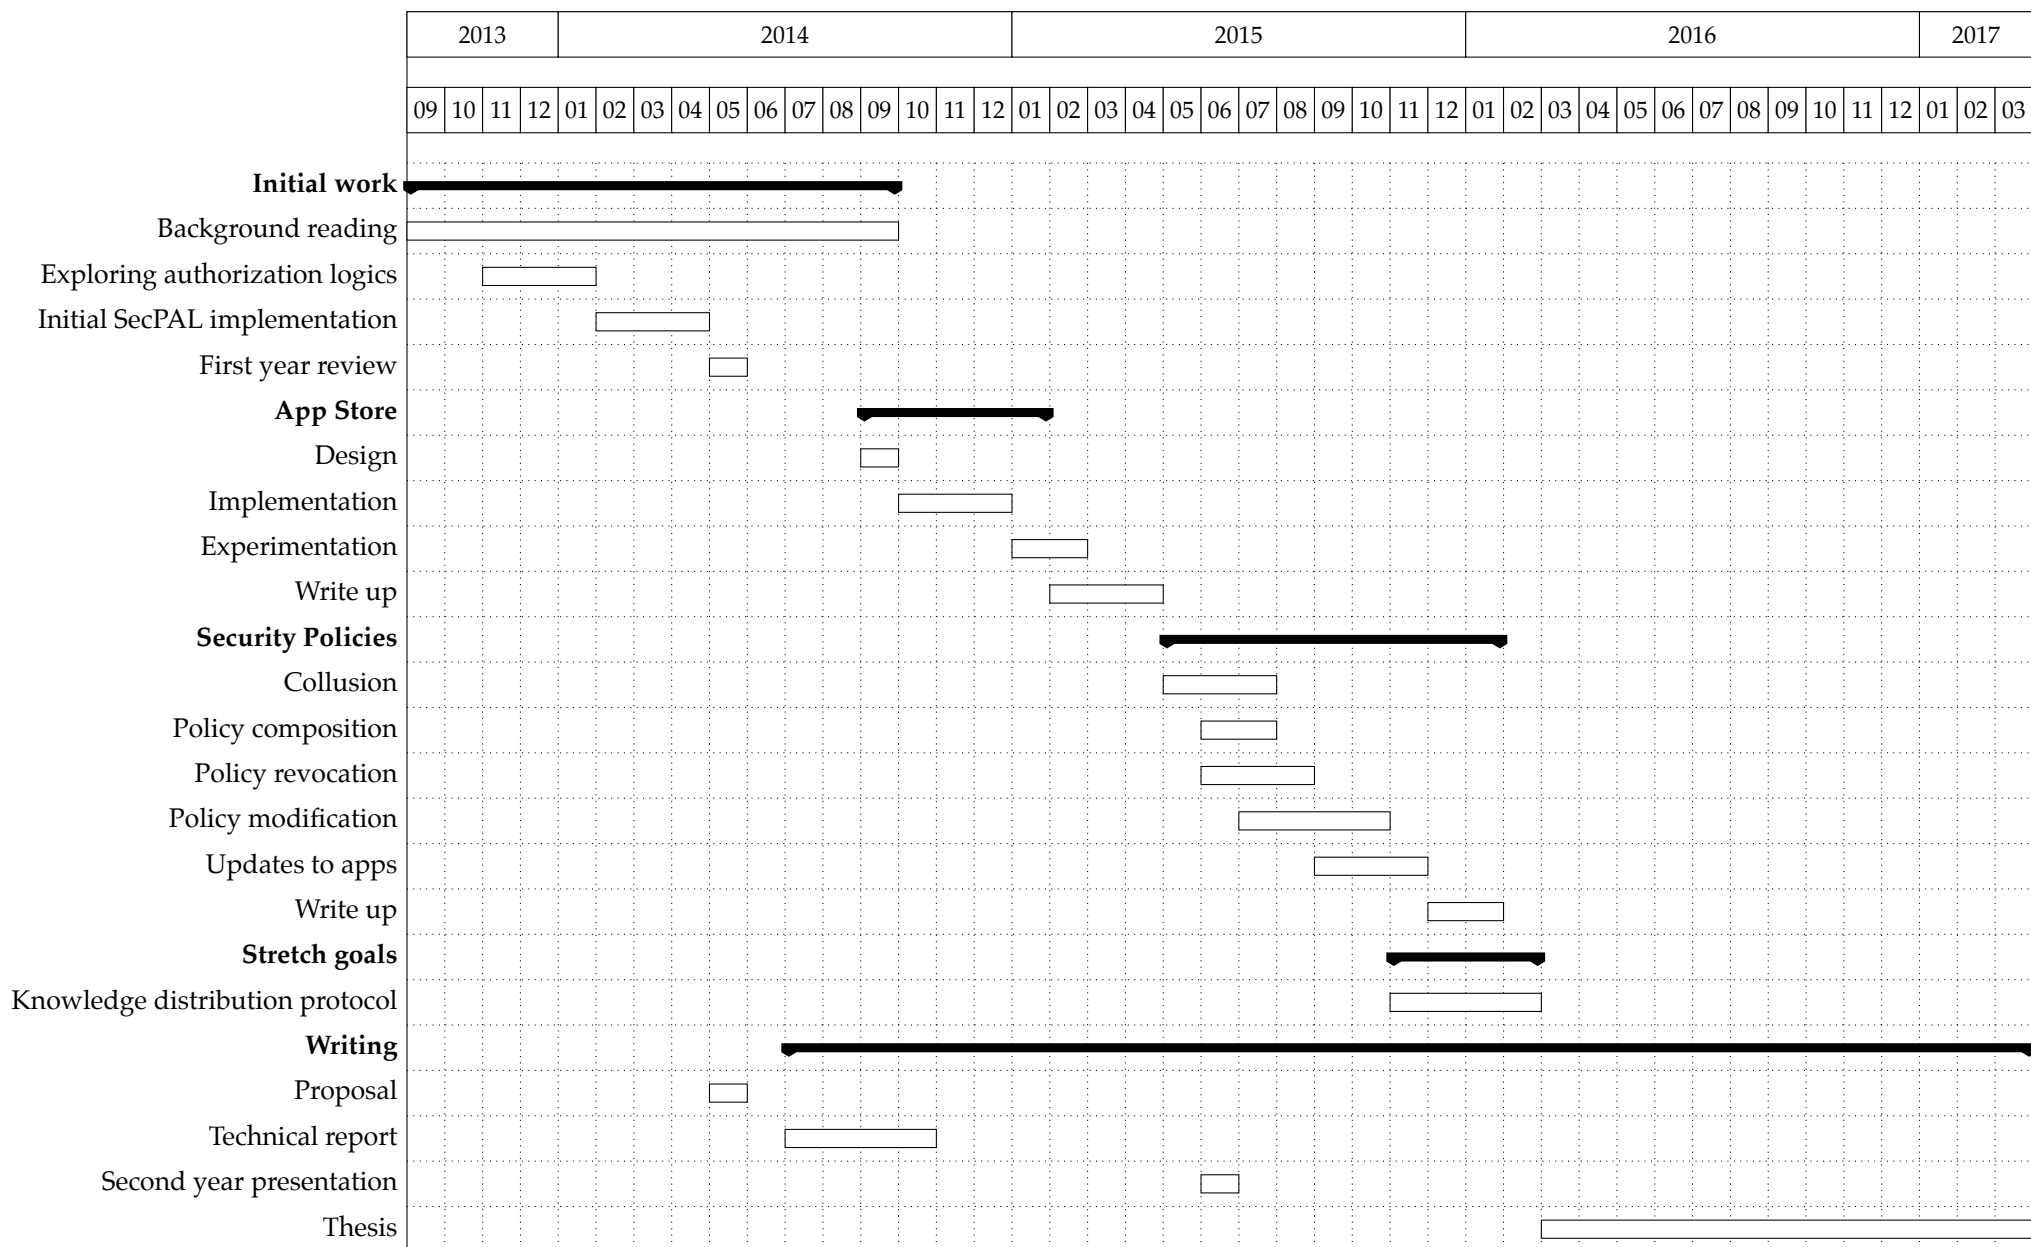 2013 2014 2015 2016 2017
09 10 11 12 01 02 03 04 05 06 07 08 09 10 11 12 01 02 03 04 05 06 07 08 09 10 11 12 01 02 03 04 05 06 07 08 09 10 11 12 01 02 03
Initial work
Background reading
Exploring authorization logics
Initial SecPAL implementation
First year review
App Store
Design
Implementation
Experimentation
Write up
Security Policies
Collusion
Policy composition
Policy revocation
Policy modification
Updates to apps
Write up
Stretch goals
Knowledge distribution protocol
Writing
Proposal
Technical report
Second year presentation
Thesis